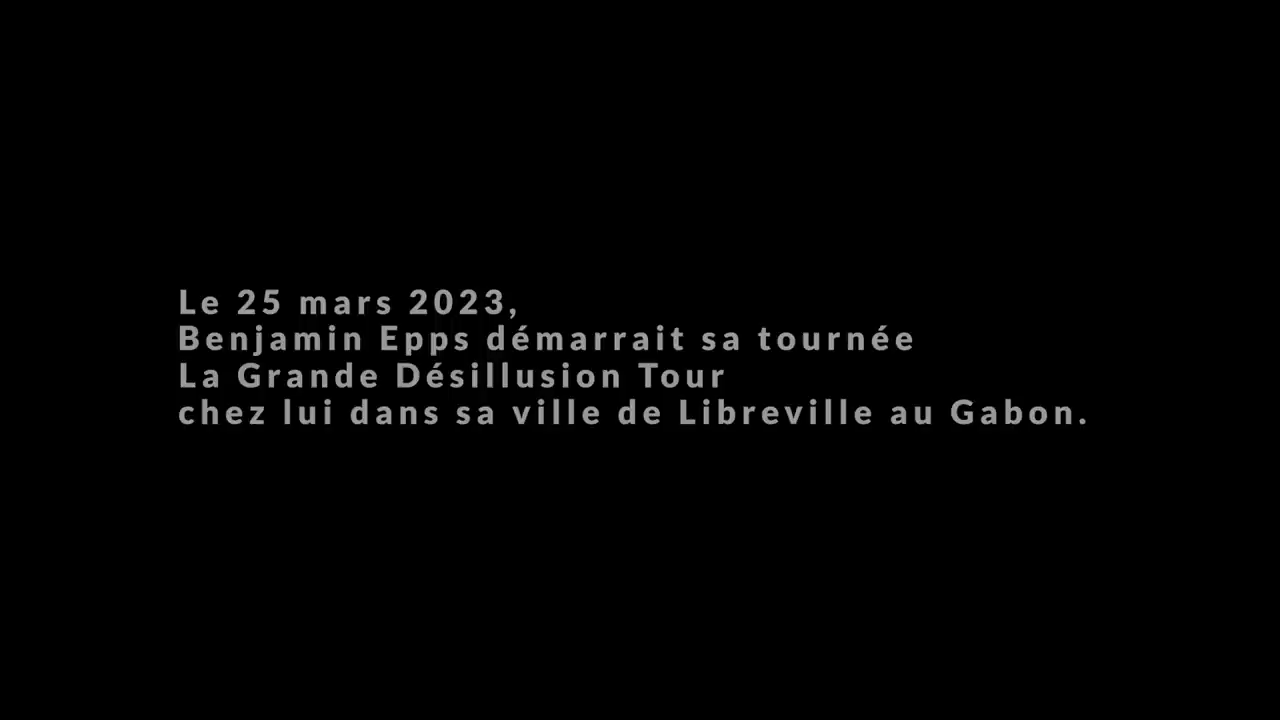 Le 25 mars 2023,
Benjamin Epps démarrait sa tournée
La Grande Désillusion Tour
chez lui dans sa ville de Libreville au Gabon.